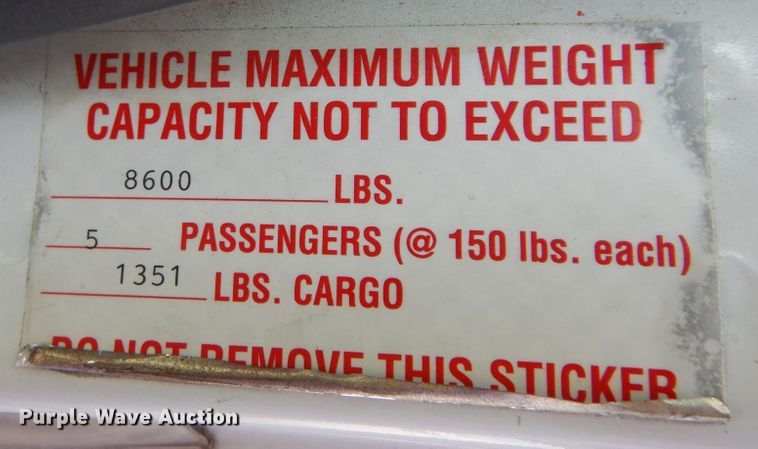 VEHICLE MAXIMUM WEIGHT
CAPACITY NOT TO EXCEED
8600 LBS.
5 PASSENGERS (@ 150 lbs. each)
1351 LBS. CARGO
DO NOT REMOVE THIS STICKER
Purple Wave Auction